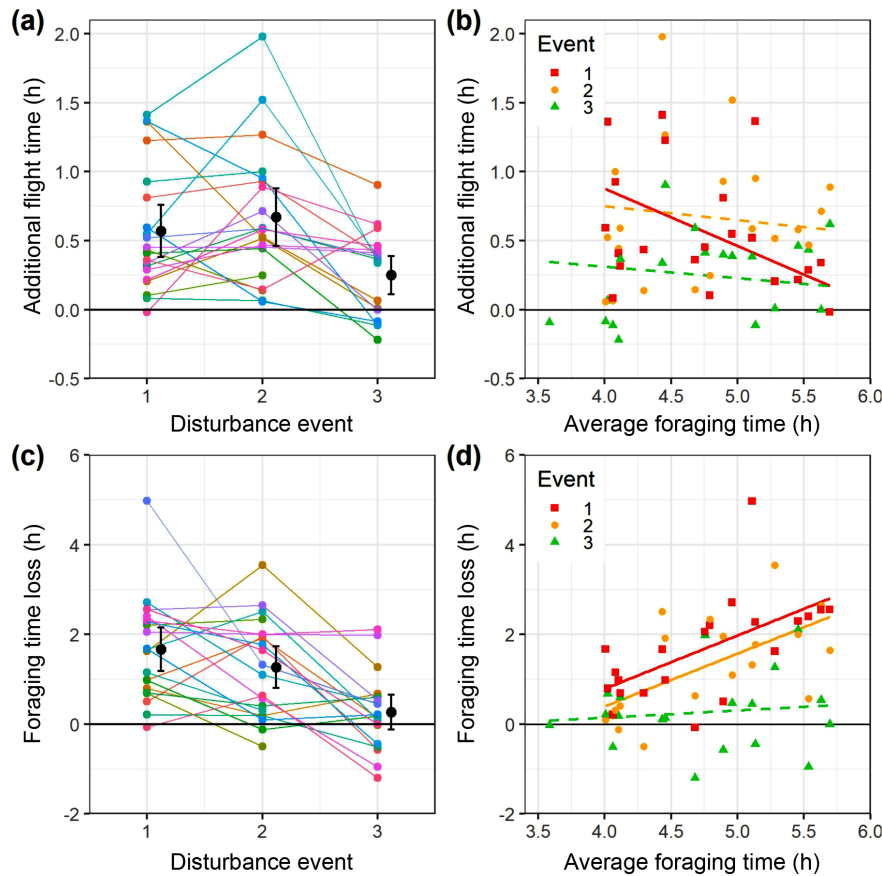 (a)
2.0
1.5
1.0
0.5
0.0
-0.5
Additional flight time (h)
1 2 3
Disturbance event
(b)
2.0
1.5
1.0
0.5
0.0
-0.5
Additional flight time (h)
Event
1
2
3
3.5 4.0 4.5 5.0 5.5 6.0
Average foraging time (h)
(c)
6
4
2
0
-2
Foraging time loss (h)
1 2 3
Disturbance event
(d)
6
4
2
0
-2
Foraging time loss (h)
Event
1
2
3
3.5 4.0 4.5 5.0 5.5 6.0
Average foraging time (h)